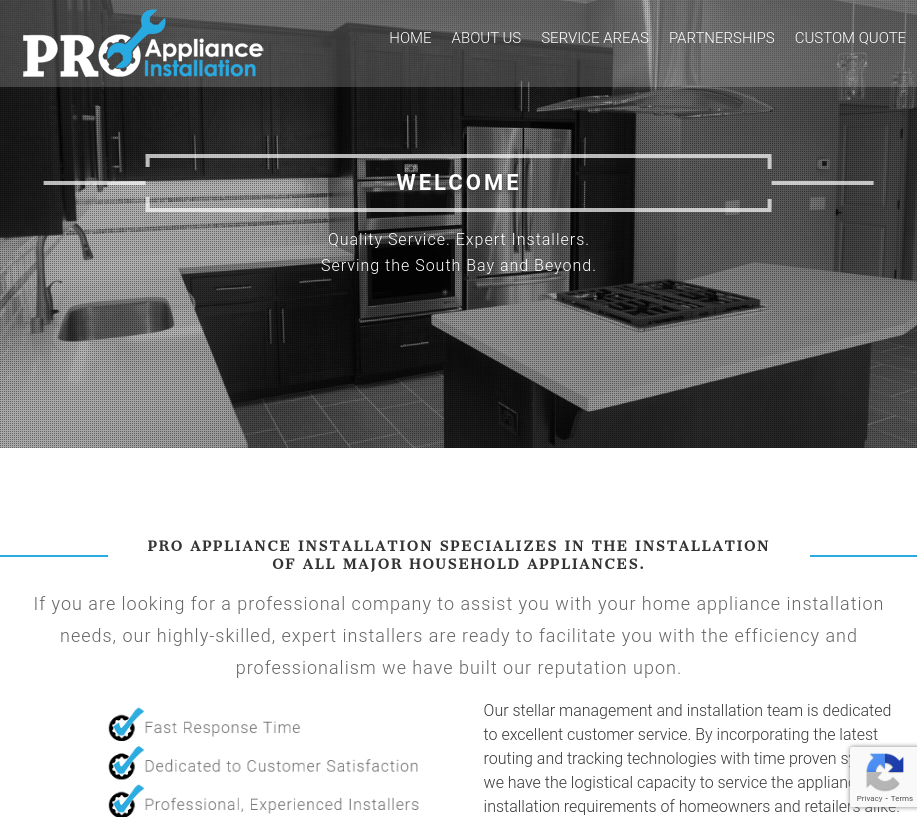 PRO Appliance
Installation
HOME ABOUT US SERVICE AREAS PARTNERSHIPS CUSTOM QUOTE
WELCOME
Quality Service. Expert Installers.
Serving the South Bay and Beyond.
PRO APPLIANCE INSTALLATION SPECIALIZES IN THE INSTALLATION
OF ALL MAJOR HOUSEHOLD APPLIANCES.
If you are looking for a professional company to assist you with your home appliance installation
needs, our highly-skilled, expert installers are ready to facilitate you with the efficiency and
professionalism we have built our reputation upon.
Fast Response Time
Dedicated to Customer Satisfaction
Professional, Experienced Installers
Our stellar management and installation team is dedicated
to excellent customer service. By incorporating the latest
routing and tracking technologies with time proven
we have the logistical capacity to service the
installation requirements of homeowners and retailers alike.
Privacy - Terms